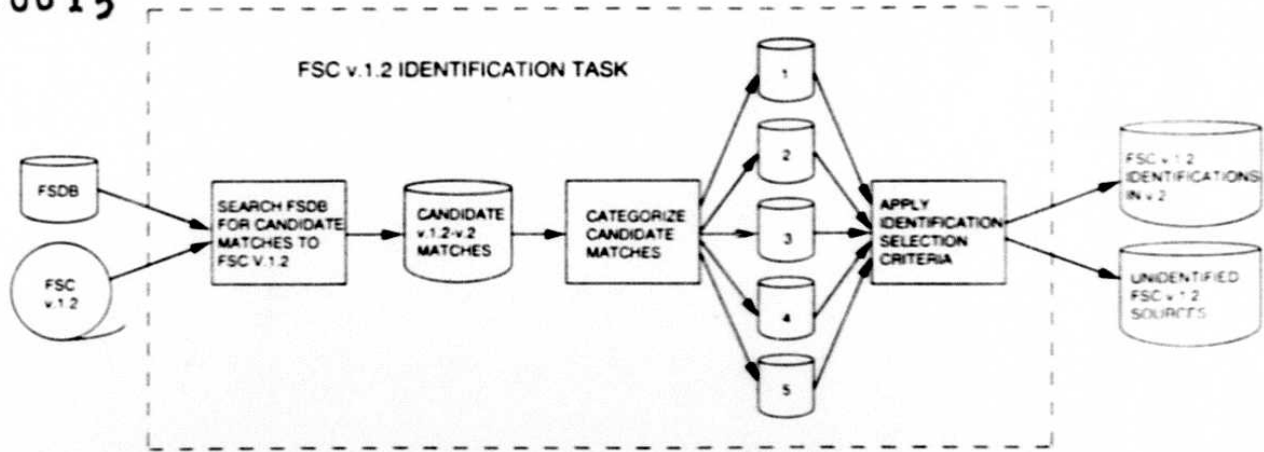 0015
FSC v.1.2 IDENTIFICATION TASK
FSDB
FSC
v.1.2
SEARCH FSDB
FOR CANDIDATE
MATCHES TO
FSC V.1.2
CANDIDATE
v.1.2-v.2
MATCHES
CATEGORIZE
CANDIDATE
MATCHES
1
2
3
4
5
APPLY
IDENTIFICATION
SELECTION
CRITERIA
FSC v.1.2
IDENTIFICATIONS
IN v.2
UNIDENTIFIED
FSC v.1.2
SOURCES